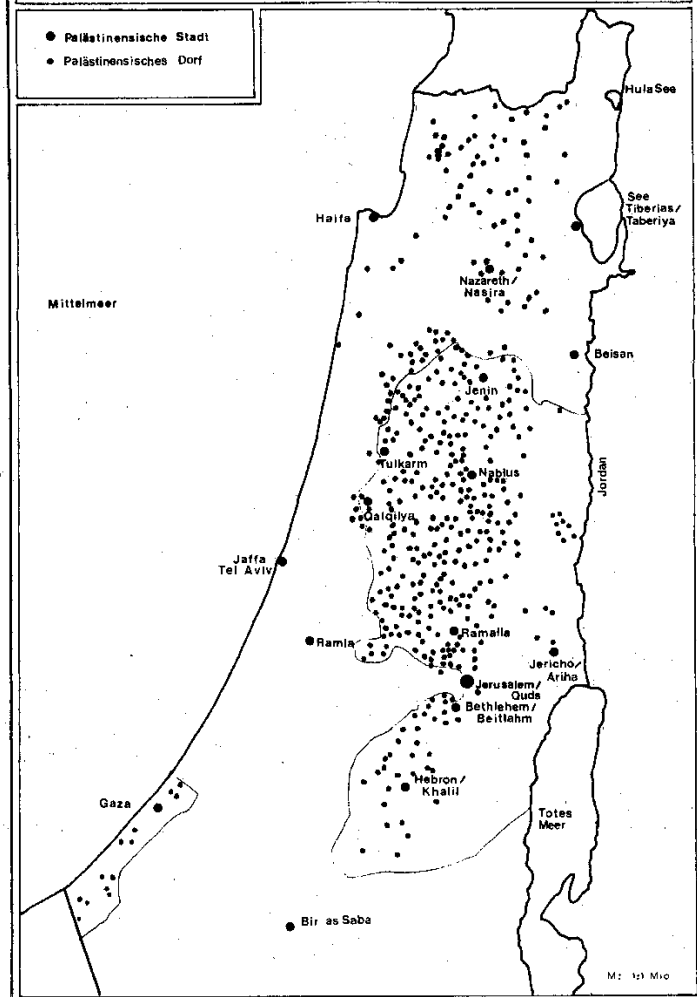 Palästinensische Stadt
Palästinensisches Dorf
Hula See
See
Tiberias/
Taberiya
Haifa
Nazareth/
Nasira
Mittelmeer
Beisan
Jenin
Tulkarm
Nablus
Jordan
Qalqilya
Jaffa
Tel Aviv
Ramla
Ramalla
Jericho/
Ariha
Jerusalem/
Quds
Bethlehem/
Beitlahm
Hebron/
Khalil
Gaza
Totes
Meer
Bir as Saba